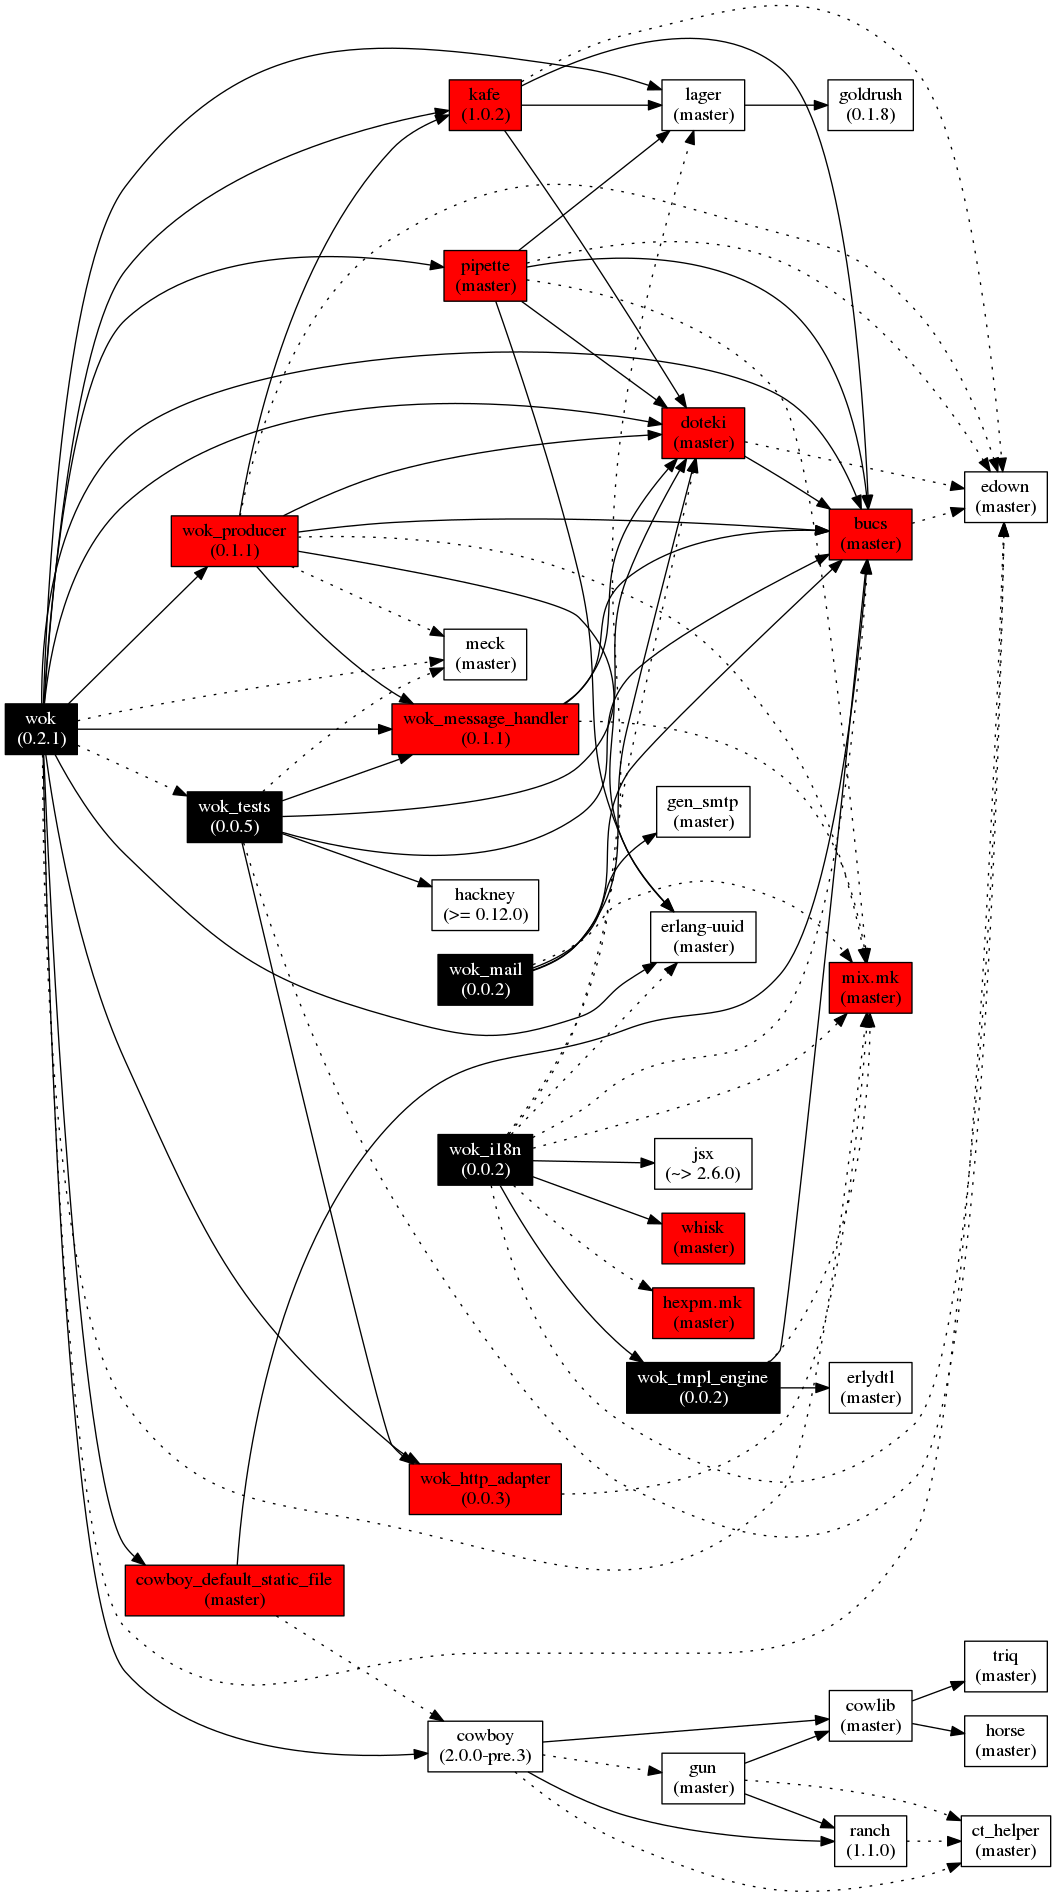 kafe
(1.0.2)
lager
(master)
goldrush
(0.1.8)
pipette
(master)
doteki
(master)
edown
(master)
wok_producer
(0.1.1)
bucs
(master)
meck
(master)
wok
(0.2.1)
wok_message_handler
(0.1.1)
wok_tests
(0.0.5)
gen_smtp
(master)
hackney
(>= 0.12.0)
erlang-uuid
(master)
wok_mail
(0.0.2)
mix.mk
(master)
wok_i18n
(0.0.2)
jsx
(~> 2.6.0)
whisk
(master)
hexpm.mk
(master)
wok_tmpl_engine
(0.0.2)
erlydtl
(master)
wok_http_adapter
(0.0.3)
cowboy_default_static_file
(master)
triq
(master)
cowlib
(master)
horse
(master)
cowboy
(2.0.0-pre.3)
gun
(master)
ranch
(1.1.0)
ct_helper
(master)